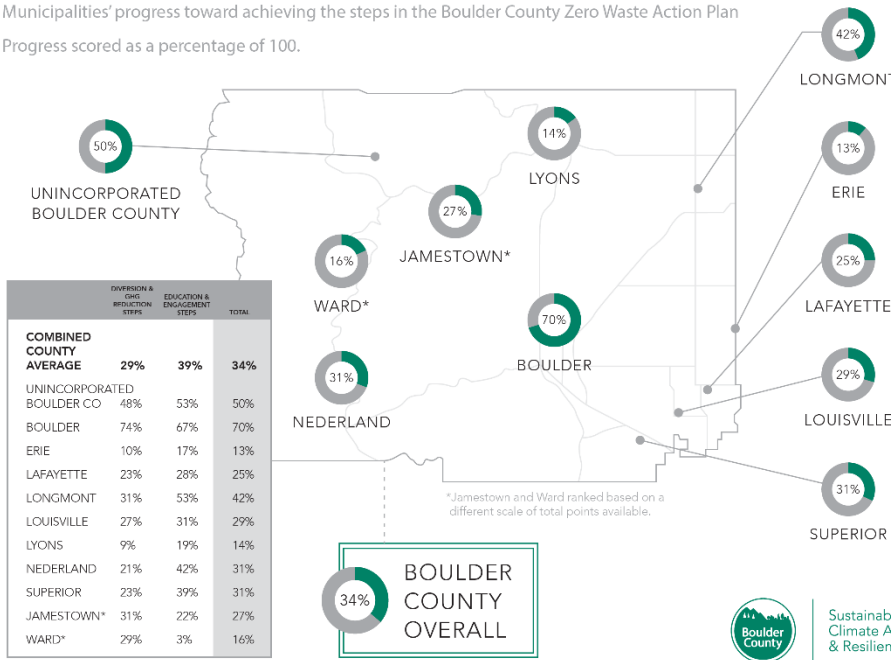 Municipalities’ progress toward achieving the steps in the Boulder County Zero Waste Action Plan
Progress scored as a percentage of 100.
42%
LONGMONT
50%
UNINCORPORATED
BOULDER COUNTY
14%
LYONS
13%
ERIE
27%
JAMESTOWN*
16%
WARD*
25%
LAFAYETTE
70%
BOULDER
31%
NEDERLAND
29%
LOUISVILLE
31%
SUPERIOR
*Jamestown and Ward ranked based on a
different scale of total points available.
DIVERSION &
GHG
REDUCTION
STEPS
EDUCATION &
ENGAGEMENT
STEPS
TOTAL
COMBINED
COUNTY
AVERAGE 29% 39% 34%
UNINCORPORATED
BOULDER CO 48% 53% 50%
BOULDER 74% 67% 70%
ERIE 10% 17% 13%
LAFAYETTE 23% 28% 25%
LONGMONT 31% 53% 42%
LOUISVILLE 27% 31% 29%
LYONS 9% 19% 14%
NEDERLAND 21% 42% 31%
SUPERIOR 23% 39% 31%
JAMESTOWN* 31% 22% 27%
WARD* 29% 3% 16%
34%
BOULDER
COUNTY
OVERALL
Boulder
County
Sustainab
Climate A
& Resilien